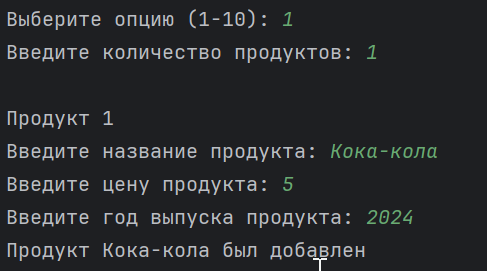 Выберите опцию (1-10): 1
Введите количество продуктов: 1
Продукт 1
Введите название продукта: Кока-кола
Введите цену продукта: 5
Введите год выпуска продукта: 2024
Продукт Кока-кола был добавлен